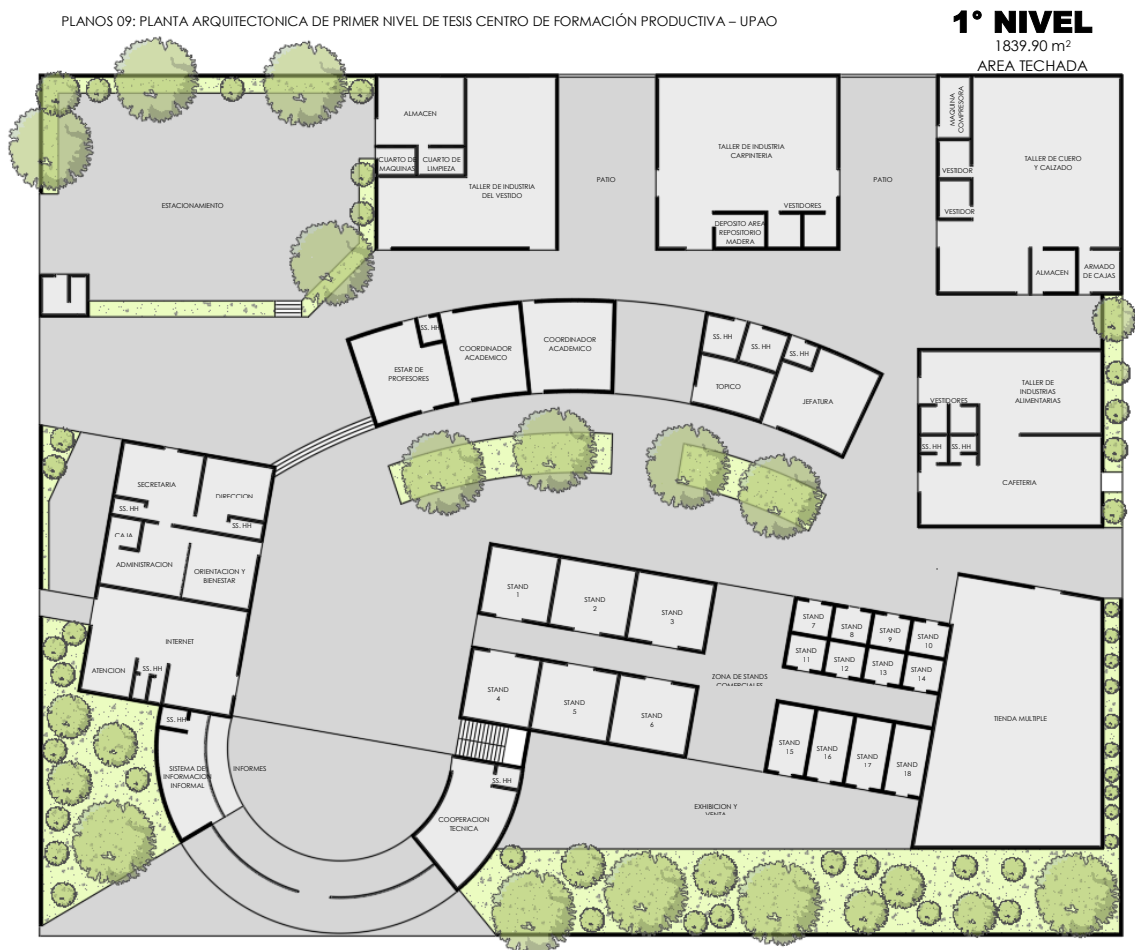 PLANOS 09: PLANTA ARQUITECTONICA DE PRIMER NIVEL DE TESIS CENTRO DE FORMACIÓN PRODUCTIVA – UPAO
1° NIVEL
1839.90 m²
AREA TECHADA
ALMACEN
CUARTO DE
MAQUINAS
CUARTO DE
LIMPIEZA
TALLER DE INDUSTRIA
DEL VESTIDO
ESTACIONAMIENTO
PATIO
TALLER DE INDUSTRIA
CARPINTERIA
VESTIDORES
DEPOSITO AREA
REPOSITORIO
MADERA
PATIO
MAQUINA
COMPRESORA
VESTIDOR
VESTIDOR
TALLER DE CUERO
Y CALZADO
ALMACEN
ARMADO
DE CAJAS
SS. HH
ESTAR DE
PROFESORES
COORDINADOR
ACADEMICO
COORDINADOR
ACADEMICO
SS. HH
SS. HH
SS. HH
TOPICO
JEFATURA
TALLER DE
INDUSTRIAS
ALIMENTARIAS
VESTIDORES
SS. HH
SS. HH
CAFETERIA
SECRETARIA
DIRECCION
SS. HH
SS. HH
CAJA
ADMINISTRACION
ORIENTACION Y
BIENESTAR
INTERNET
ATENCION
SS. HH
SS. HH
SISTEMA DE
INFORMACION
INFORMAL
INFORMES
STAND
1
STAND
2
STAND
3
STAND
4
STAND
5
STAND
6
STAND
7
STAND
8
STAND
9
STAND
10
STAND
11
STAND
12
STAND
13
STAND
14
ZONA DE STANDS
COMERCIALES
STAND
15
STAND
16
STAND
17
STAND
18
TIENDA MULTIPLE
SS. HH
COOPERACION
TECNICA
EXHIBICION Y
VENTA